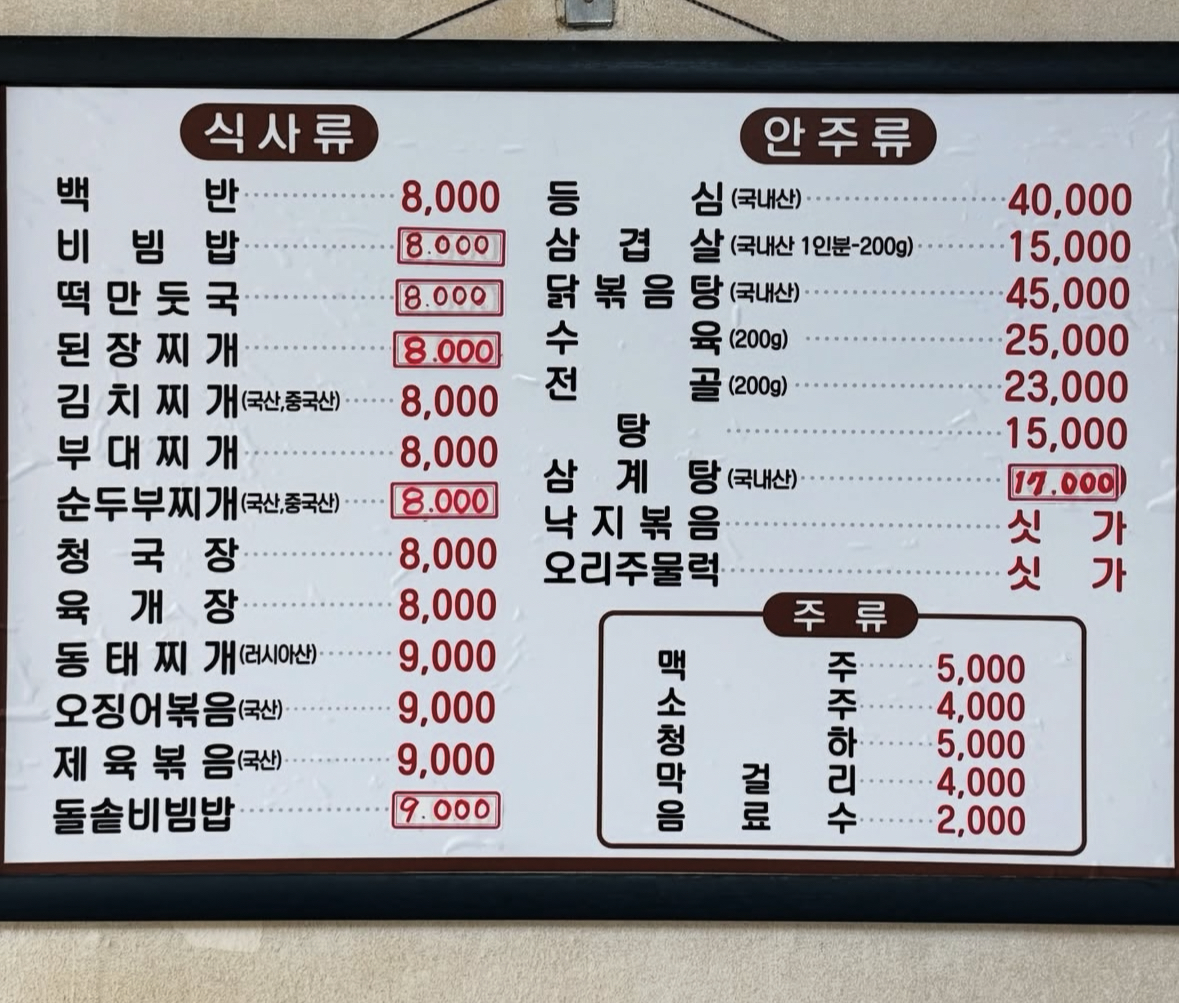 식사류
백반 8,000
비빔밥 8.000
떡만둣국 8.000
된장찌개 8.000
김치찌개(국산,중국산) 8,000
부대찌개 8,000
순두부찌개(국산,중국산) 8.000
청국장 8,000
육개장 8,000
동태찌개(러시아산) 9,000
오징어볶음(국산) 9,000
제육볶음(국산) 9,000
돌솥비빔밥 9.000
안주류
등심(국내산) 40,000
삼겹살(국내산 1인분-200g) 15,000
닭볶음탕(국내산) 45,000
수육(200g) 25,000
전골(200g) 23,000
탕 15,000
삼계탕(국내산) 17.000
낙지볶음 싯가
오리주물럭 싯가
주류
맥주 5,000
소주 4,000
청하 5,000
막걸리 4,000
음료수 2,000